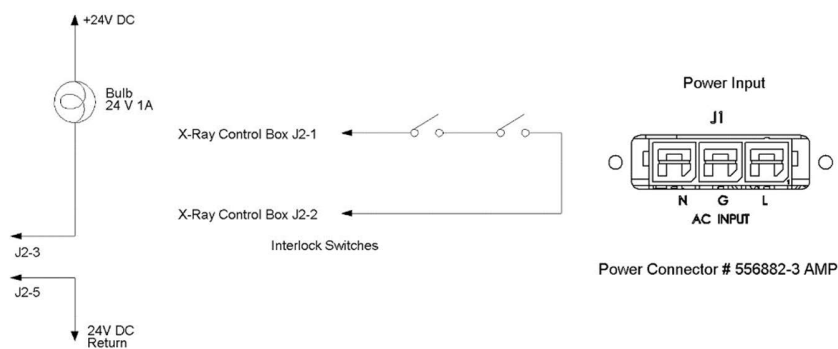 +24V DC
Bulb
24 V 1A
J2-3
J2-5
24V DC
Return
X-Ray Control Box J2-1
X-Ray Control Box J2-2
Interlock Switches
Power Input
J1
N G L
AC INPUT
Power Connector # 556882-3 AMP